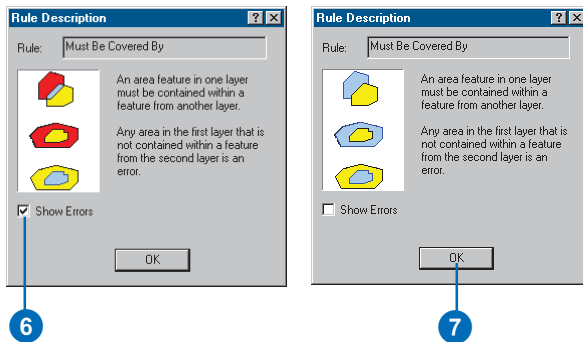 Rule Description
Rule: Must Be Covered By
An area feature in one layer
must be contained within a
feature from another layer.
Any area in the first layer that is
not contained within a feature
from the second layer is an
error.
Show Errors
OK
6
Rule Description
Rule: Must Be Covered By
An area feature in one layer
must be contained within a
feature from another layer.
Any area in the first layer that is
not contained within a feature
from the second layer is an
error.
Show Errors
OK
7